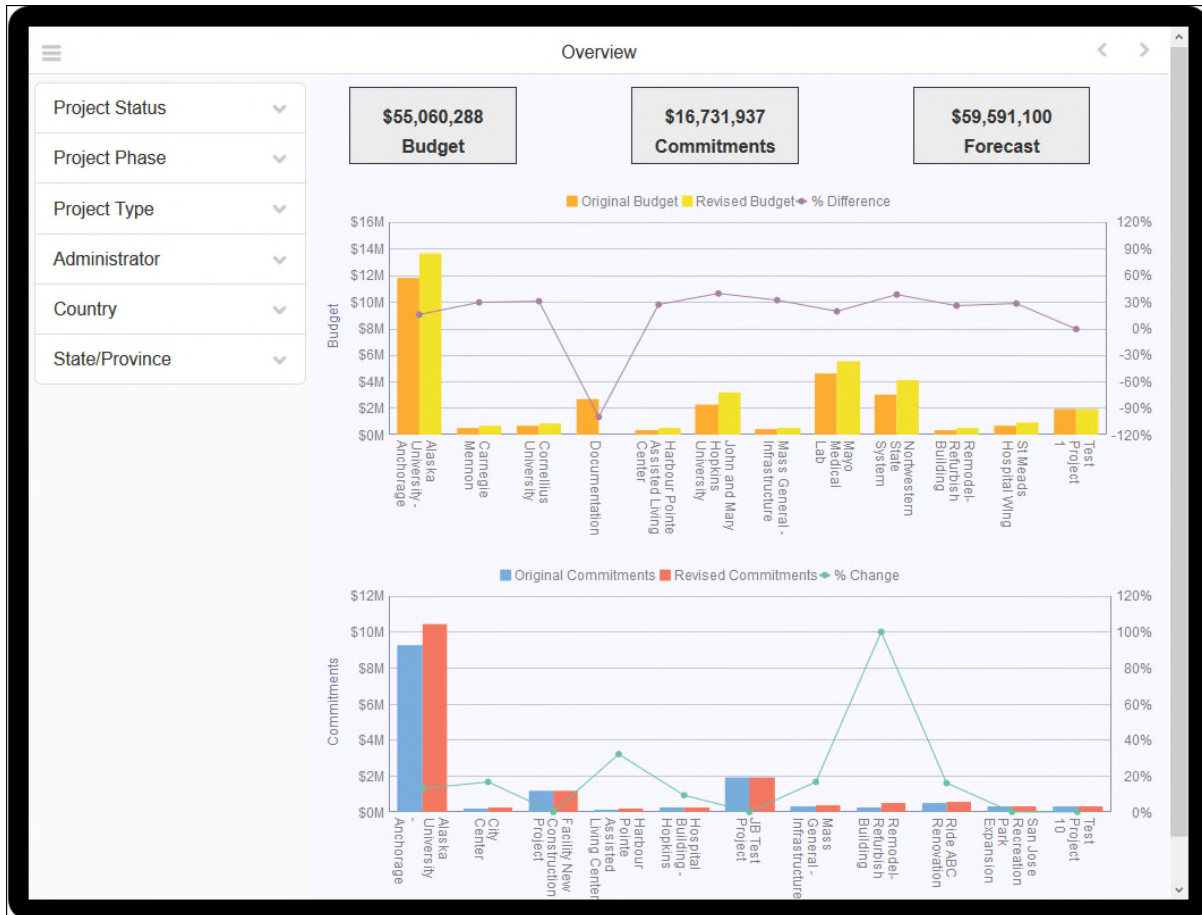 Overview
Project Status
Project Phase
Project Type
Administrator
Country
State/Province
$55,060,288
Budget
$16,731,937
Commitments
$59,591,100
Forecast
Original Budget Revised Budget % Difference
$16M
$14M
$12M
$10M
$8M
$6M
$4M
$2M
$0M
Budget
120%
90%
60%
30%
0%
-30%
-60%
-90%
-120%
Alaska
University -
Anchorage
Carnegie
Mennon
Cornellius
University
Documentation
Harbour Pointe
Assisted Living
Center
John and Mary
Hopkins
University
Mass General -
Infrastructure
Mayo
Medical
Lab
Nortwestern
State
System
Remodel-
Refurbish
Building
St Meads
Hospital WIng
Test
Project
1
Original Commitments Revised Commitments % Change
$12M
$10M
$8M
$6M
$4M
$2M
$0M
Commitments
120%
100%
80%
60%
40%
20%
0%
Alaska
University
-
Anchorage
City
Center
Facility New
Construction
Project
Harbour
Pointe
Assisted
Living Center
Hospital
Building -
Hopkins
JB Test
Project
Mass
General -
Infrastructure
Remodel-
Refurbish
Building
Ride ABC
Renovation
San Jose
Recreation
Park
Expansion
Test
Project
10